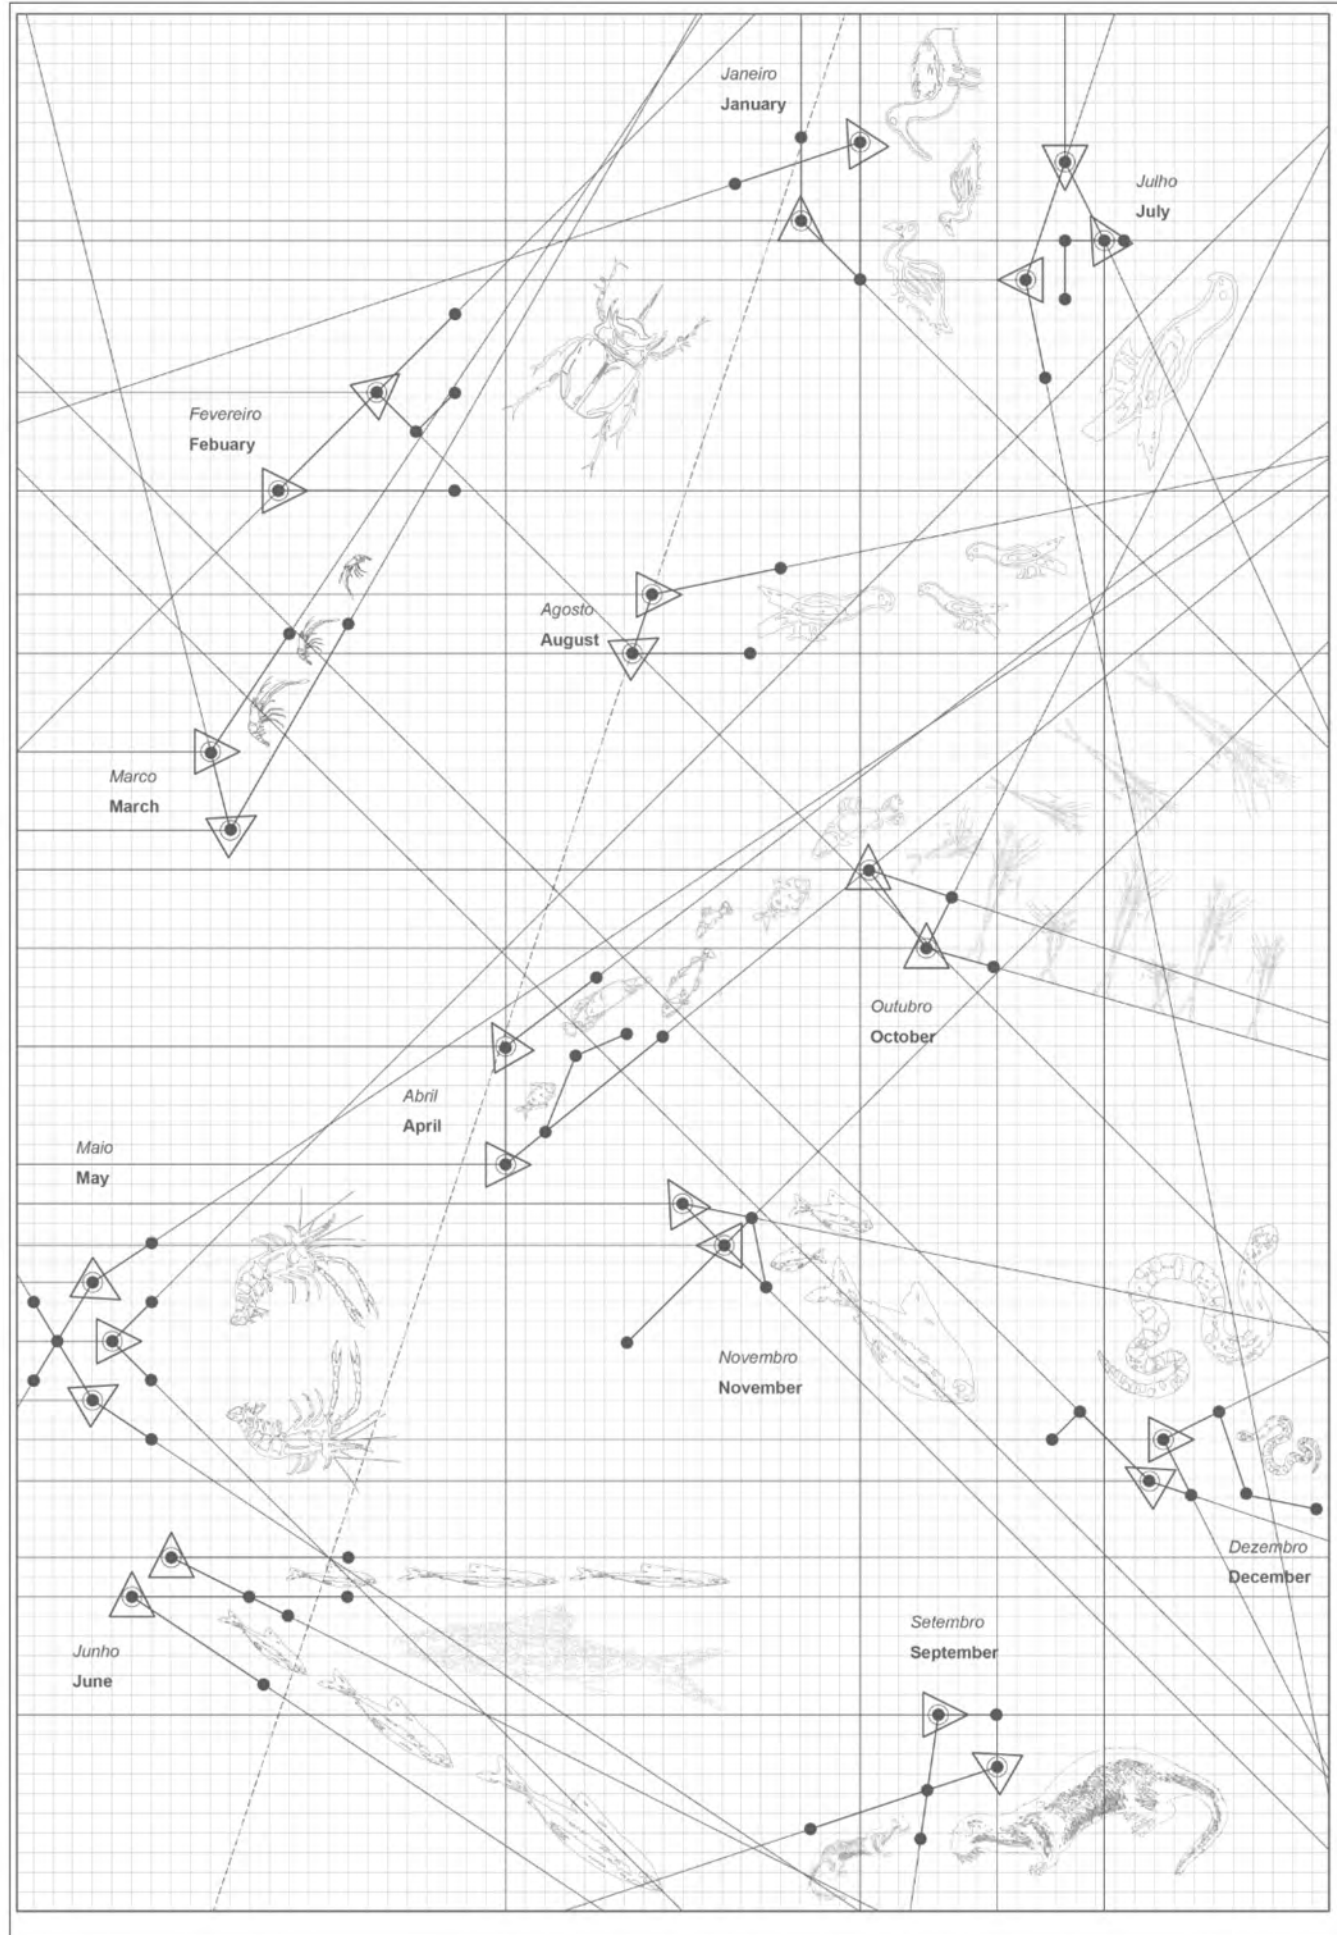 Janeiro
January
Julho
July
Fevereiro
Febuary
Agosto
August
Marco
March
Outubro
October
Abril
April
Maio
May
Novembro
November
Dezembro
December
Setembro
September
Junho
June